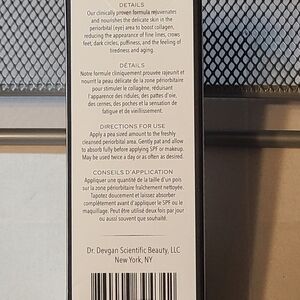 DETAILS
Our clinically proven formula rejuvenates
and nourishes the delicate skin in the
periorbital (eye) area to boost collagen,
reducing the appearance of fine lines, crows
feet, dark circles, puffiness, and the feeling of
tiredness and aging.
DÉTAILS
Notre formule cliniquement prouvée rajeunit et
nourrit la peau délicate de la zone périorbitaire
pour stimuler le collagène, réduisant
l'apparence des ridules, des pattes d'oie,
des cernes, des poches et la sensation de
fatigue et de vieillissement.
DIRECTIONS FOR USE
Apply a pea sized amount to the freshly
cleansed periorbital area. Gently pat and allow
to absorb fully before applying SPF or makeup.
May be used twice a day or as often as desired.
CONSEILS D'APPLICATION
Appliquer une quantité de la taille d'un pois
sur la zone périorbitaire fraîchement nettoyée.
Tapotez doucement et laissez absorber
complètement avant d'appliquer le SPF ou le
maquillage. Peut être utilisé deux fois par jour
ou aussi souvent que souhaité.
Dr. Devgan Scientific Beauty, LLC
New York, NY